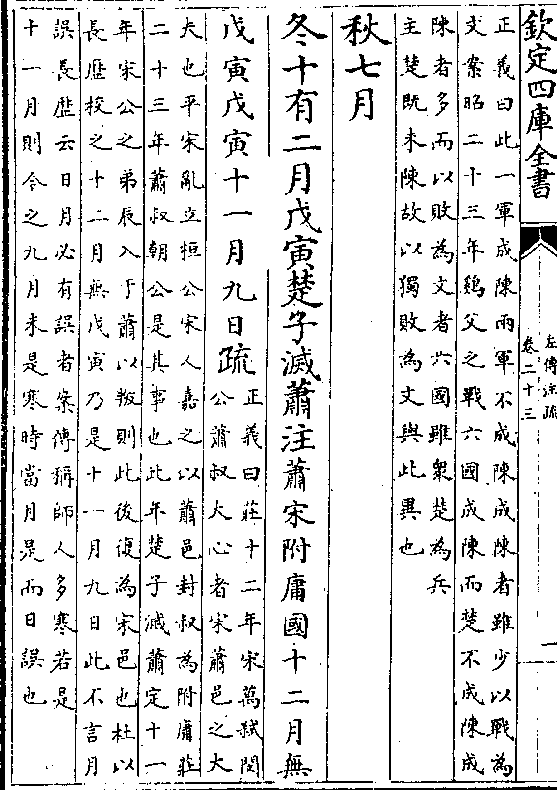 欽定四庫全書
左傳注疏
卷二十三
一
正義曰此一軍成陳兩軍不成陳成陳者雖少以戰為
文案昭二十三年鷄父之戰六國成陳而楚不成陳成
陳者多而以敗為文者六國雖衆楚為兵
主楚既未陳故以獨敗為文與此異也
秋七月
冬十有二月戊寅楚子滅蕭注蕭宋附庸國十二月無
戊寅戊寅十一月九日疏正義曰莊十二年宋萬弑閔
公蕭叔大心者宋蕭邑之大
夫也平宋亂立桓公宋人嘉之以蕭邑封叔為附庸莊
二十三年蕭叔朝公是其事也此年楚子滅蕭定十一
年宋公之弟辰入于蕭以叛則此後復為宋邑也杜以
長厯校之十二月無戊寅乃是十一月九日此不言月
誤長厯云日月必有誤者案傳稱師人多寒若是
十一月則今之九月未是寒時當月是而日誤也